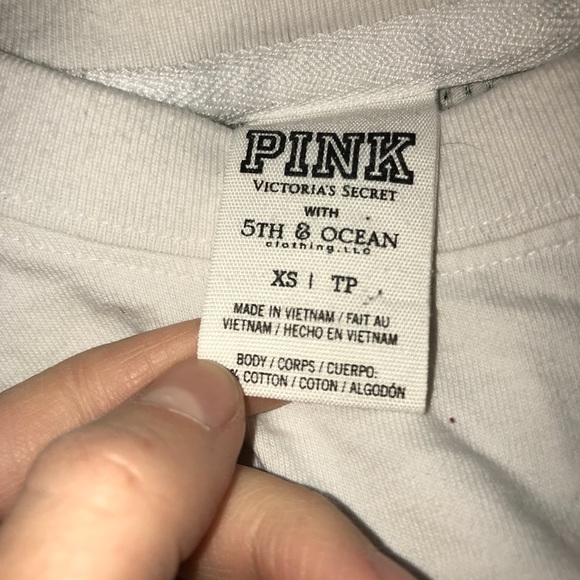 PINK
VICTORIA'S SECRET
WITH
5TH & OCEAN
clothing.LLC
XS | TP
MADE IN VIETNAM / FAIT AU
VIETNAM / HECHO EN VIETNAM
BODY / CORPS / CUERPO:
% COTTON / COTON / ALGODÓN